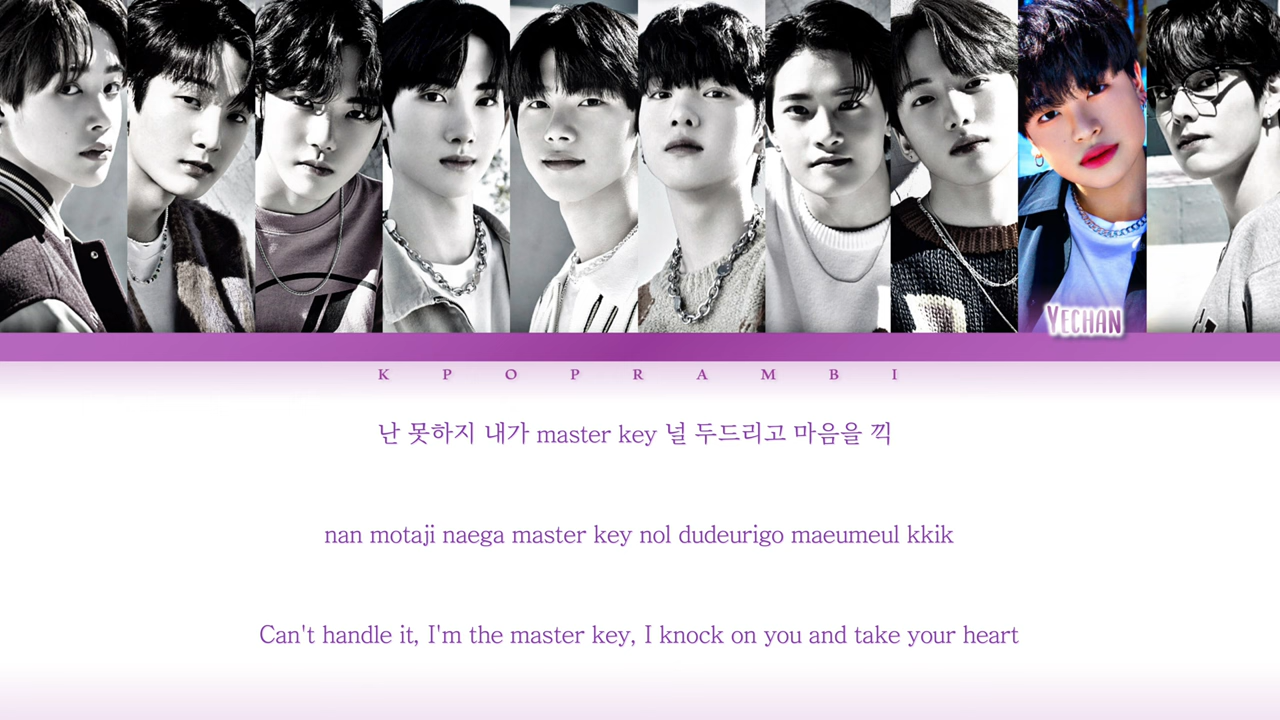 YECHAN
K P O P R A M B I
난 못하지 내가 master key 널 두드리고 마음을 끽
nan motaji naega master key nol dudeurigo maeumeul kkik
Can't handle it, I'm the master key, I knock on you and take your heart